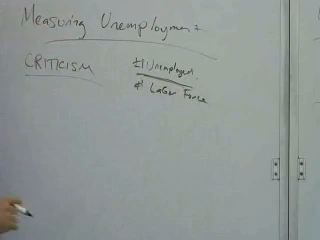 Measuring Unemployment
CRITICISM
# Unemployed.
# Labor Force